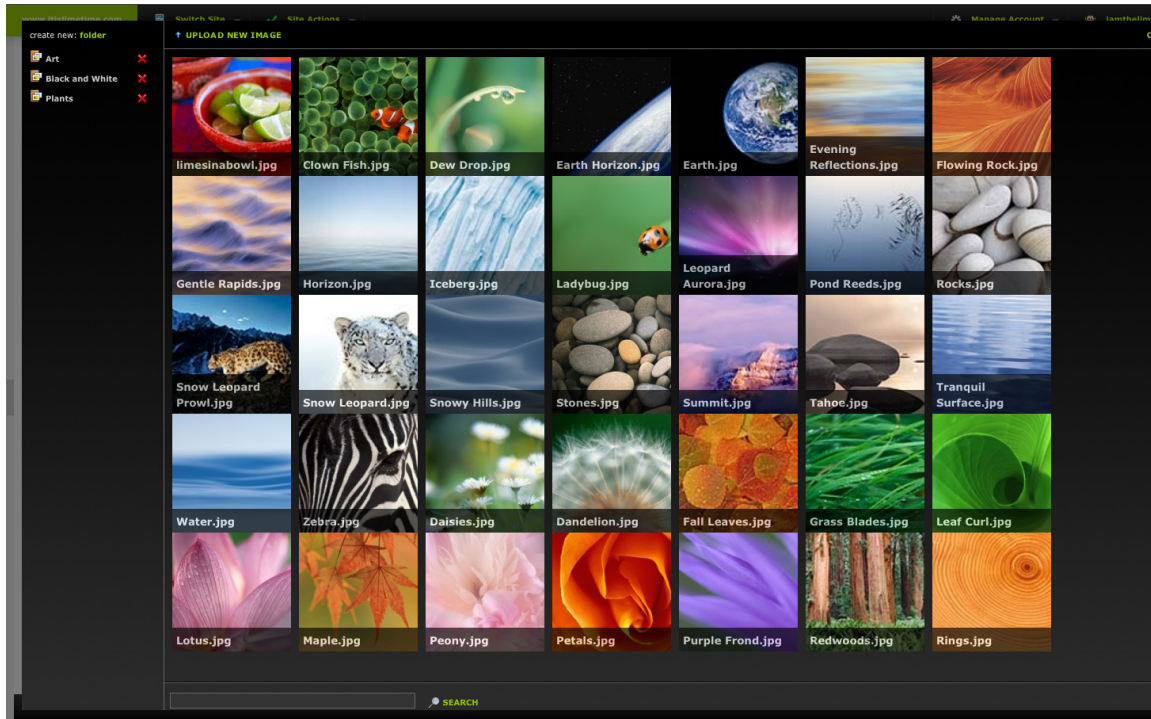 www.itislimetime.com
Switch Site
Site Actions
Manage Account
create new: folder
Art
Black and White
Plants
UPLOAD NEW IMAGE
limesinabowl.jpg
Clown Fish.jpg
Dew Drop.jpg
Earth Horizon.jpg
Earth.jpg
Evening
Reflections.jpg
Flowing Rock.jpg
Gentle Rapids.jpg
Horizon.jpg
Iceberg.jpg
Ladybug.jpg
Leopard
Aurora.jpg
Pond Reeds.jpg
Rocks.jpg
Snow Leopard
Prowl.jpg
Snow Leopard.jpg
Snowy Hills.jpg
Stones.jpg
Summit.jpg
Tahoe.jpg
Tranquil
Surface.jpg
Water.jpg
Zebra.jpg
Daisies.jpg
Dandelion.jpg
Fall Leaves.jpg
Grass Blades.jpg
Leaf Curl.jpg
Lotus.jpg
Maple.jpg
Peony.jpg
Petals.jpg
Purple Frond.jpg
Redwoods.jpg
Rings.jpg
SEARCH